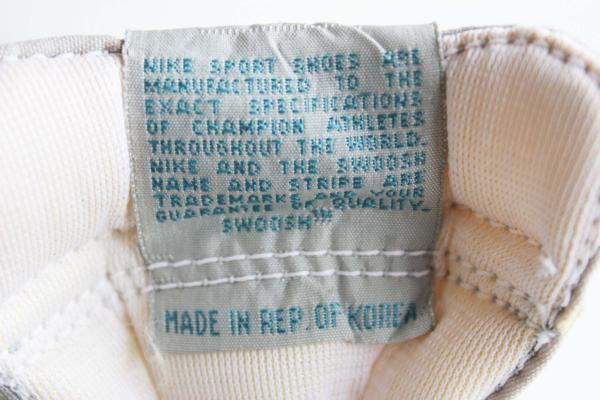 NIKE SPORT SHOES ARE
MANUFACTURED TO THE
EXACT SPECIFICATIONS
OF CHAMPION ATHLETES
THROUGHOUT THE WORLD.
NIKE AND THE SWOOSH
NAME AND STRIPE ARE
TRADEMARKS AND YOUR
GUARANTEE OF QUALITY.
SWOOSH™
MADE IN REP. OF KOREA